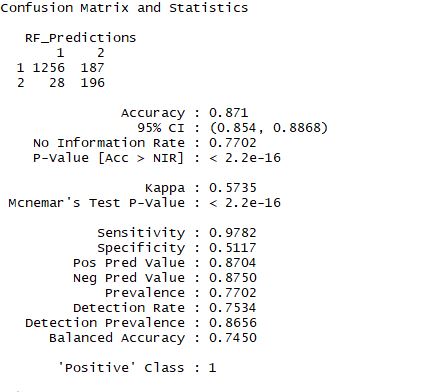 Confusion Matrix and Statistics
RF_Predictions
1 2
1 1256 187
2 28 196
Accuracy : 0.871
95% CI : (0.854, 0.8868)
No Information Rate : 0.7702
P-Value [Acc > NIR] : < 2.2e-16
Kappa : 0.5735
Mcnemar's Test P-Value : < 2.2e-16
Sensitivity : 0.9782
Specificity : 0.5117
Pos Pred Value : 0.8704
Neg Pred Value : 0.8750
Prevalence : 0.7702
Detection Rate : 0.7534
Detection Prevalence : 0.8656
Balanced Accuracy : 0.7450
'Positive' Class : 1